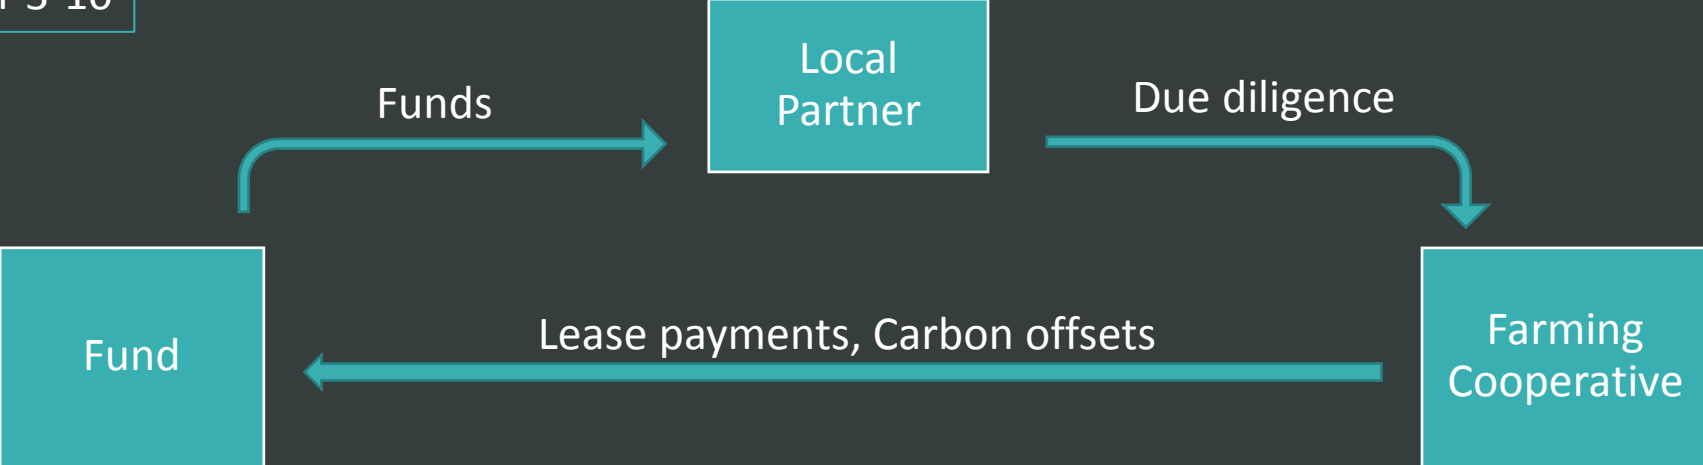 Local
Partner
Funds
Due diligence
Fund
Lease payments, Carbon offsets
Farming
Cooperative